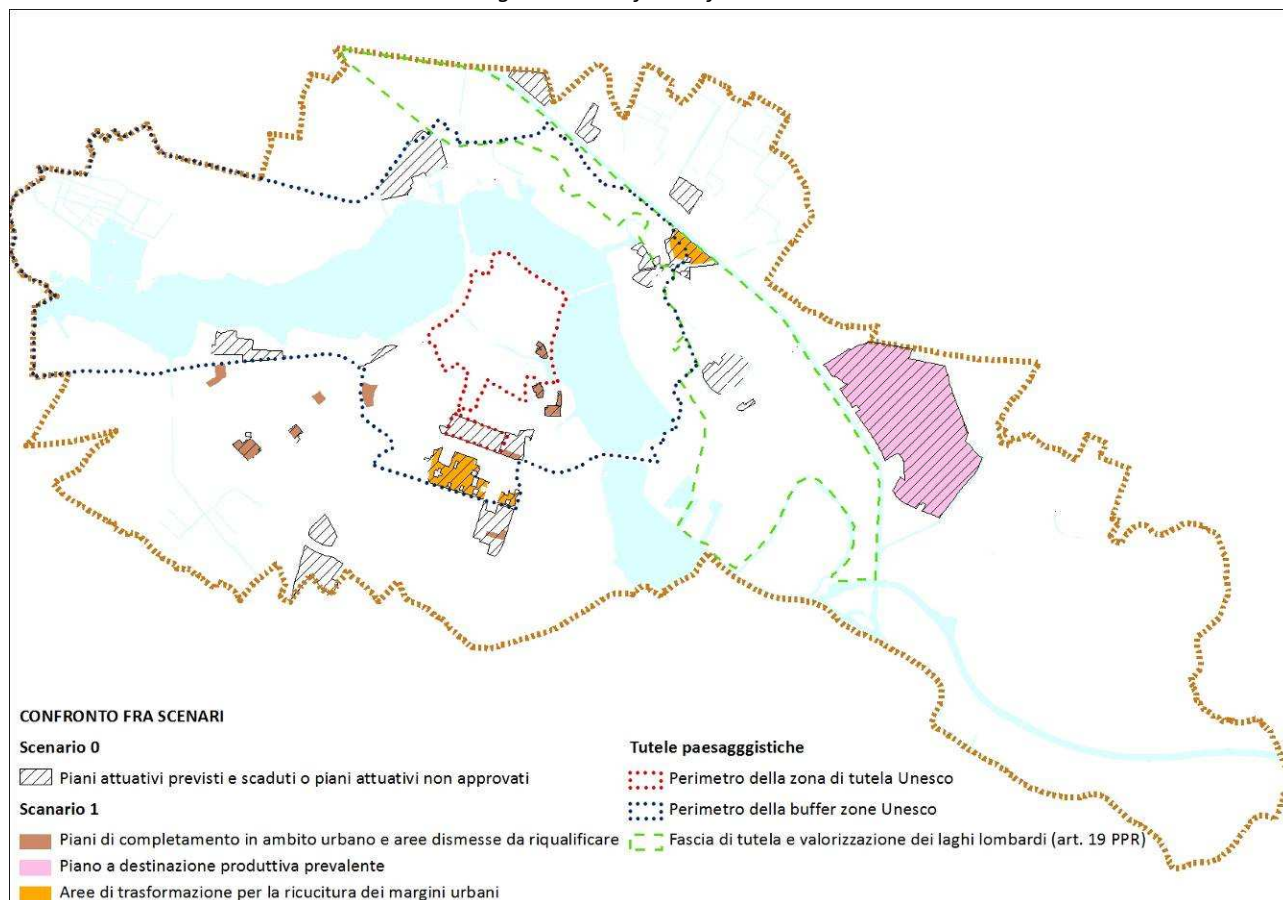 CONFRONTO FRA SCENARI
Scenario 0
Piani attuativi previsti e scaduti o piani attuativi non approvati
Scanario 1
Piani di completamento in ambito urbano e aree dismesse da riqualificare
Piano a destinazione produttiva prevalente
Aree di trasformazione per la ricucitura dei margini urbani
Tutele paesagggistiche
Perimetro della zona di tutela Unesco
Perimetro della buffer zone Unesco
Fascia di tutela e valorizzazione dei laghi lombardi (art. 19 PPR)